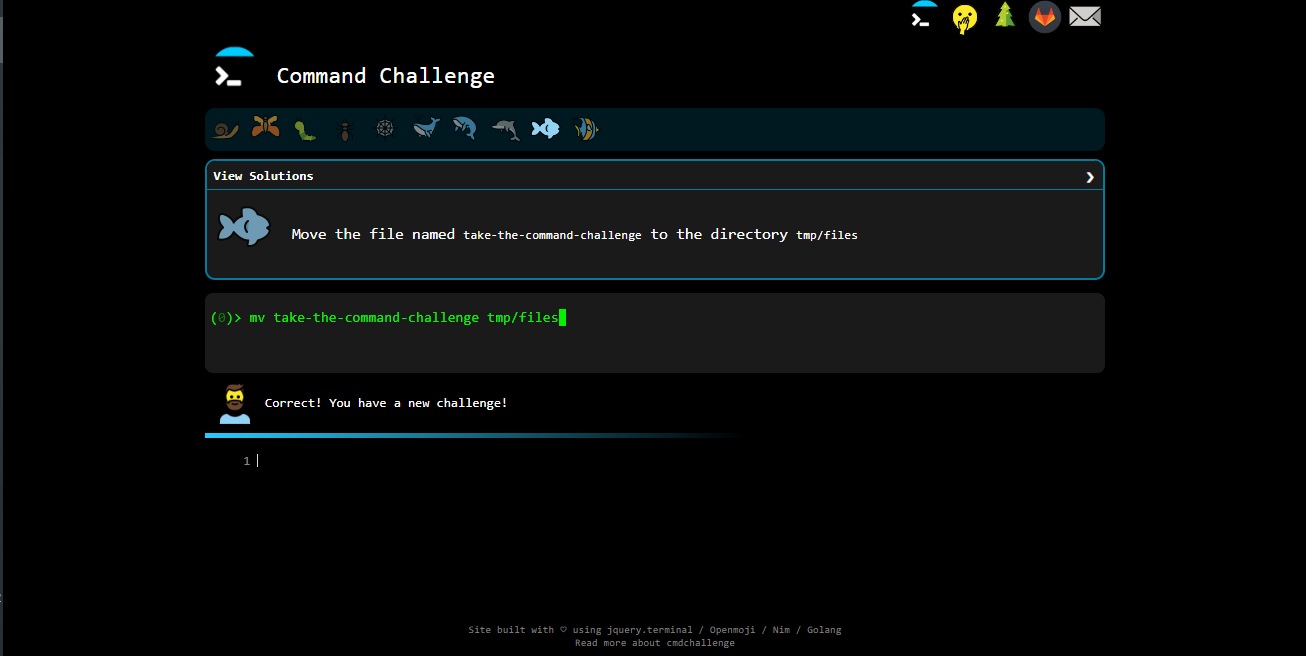 Command Challenge
View Solutions
Move the file named take-the-command-challenge to the directory tmp/files
(0)> mv take-the-command-challenge tmp/files
Correct! You have a new challenge!
1
Site built with ♡ using jquery.terminal / Openmoji / Nim / Golang
Read more about cmdchallenge